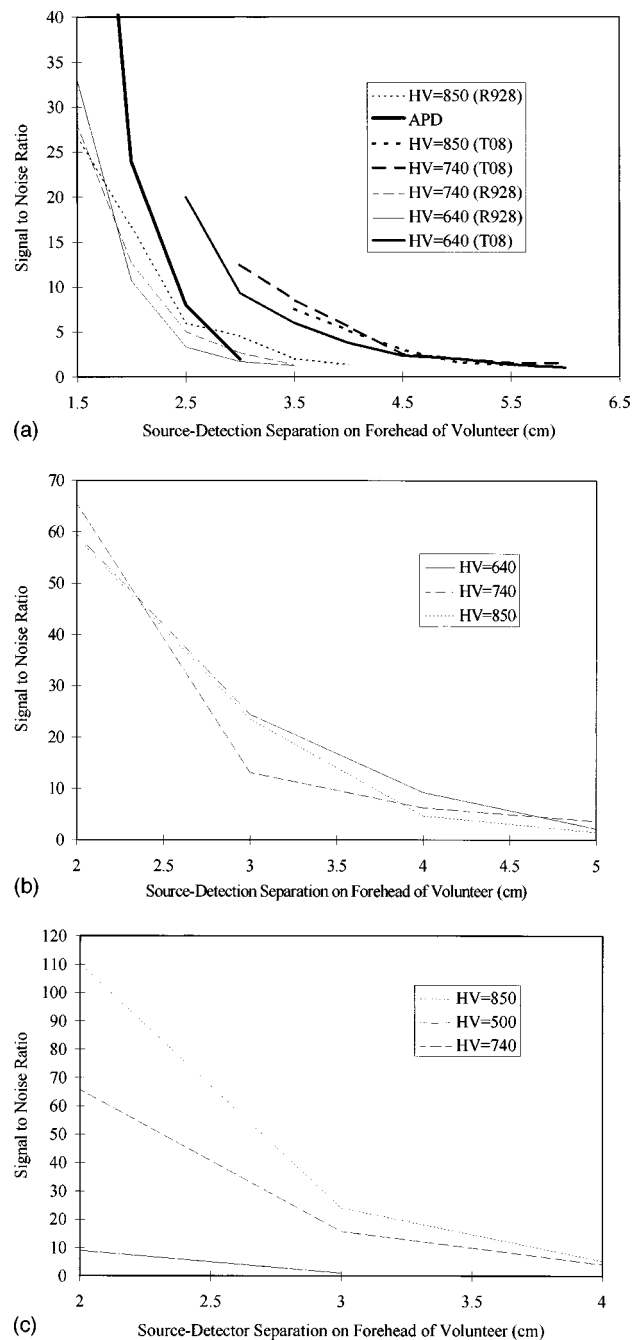 40
35
30
25
20
15
10
5
0
Signal to Noise Ratio
HV=850 (R928)
APD
HV=850 (T08)
HV=740 (T08)
HV=740 (R928)
HV=640 (R928)
HV=640 (T08)
1.5 2.5 3.5 4.5 5.5 6.5
(a) Source-Detection Separation on Forehead of Volunteer (cm)
70
60
50
40
30
20
10
0
Signal to Noise Ratio
HV=640
HV=740
HV=850
2 2.5 3 3.5 4 4.5 5
(b) Source-Detection Separation on Forehead of Volunteer (cm)
120
110
100
90
80
70
60
50
40
30
20
10
0
Signal to Noise Ratio
HV=850
HV=500
HV=740
2 2.5 3 3.5 4
(c) Source-Detector Separation on Forehead of Volunteer (cm)